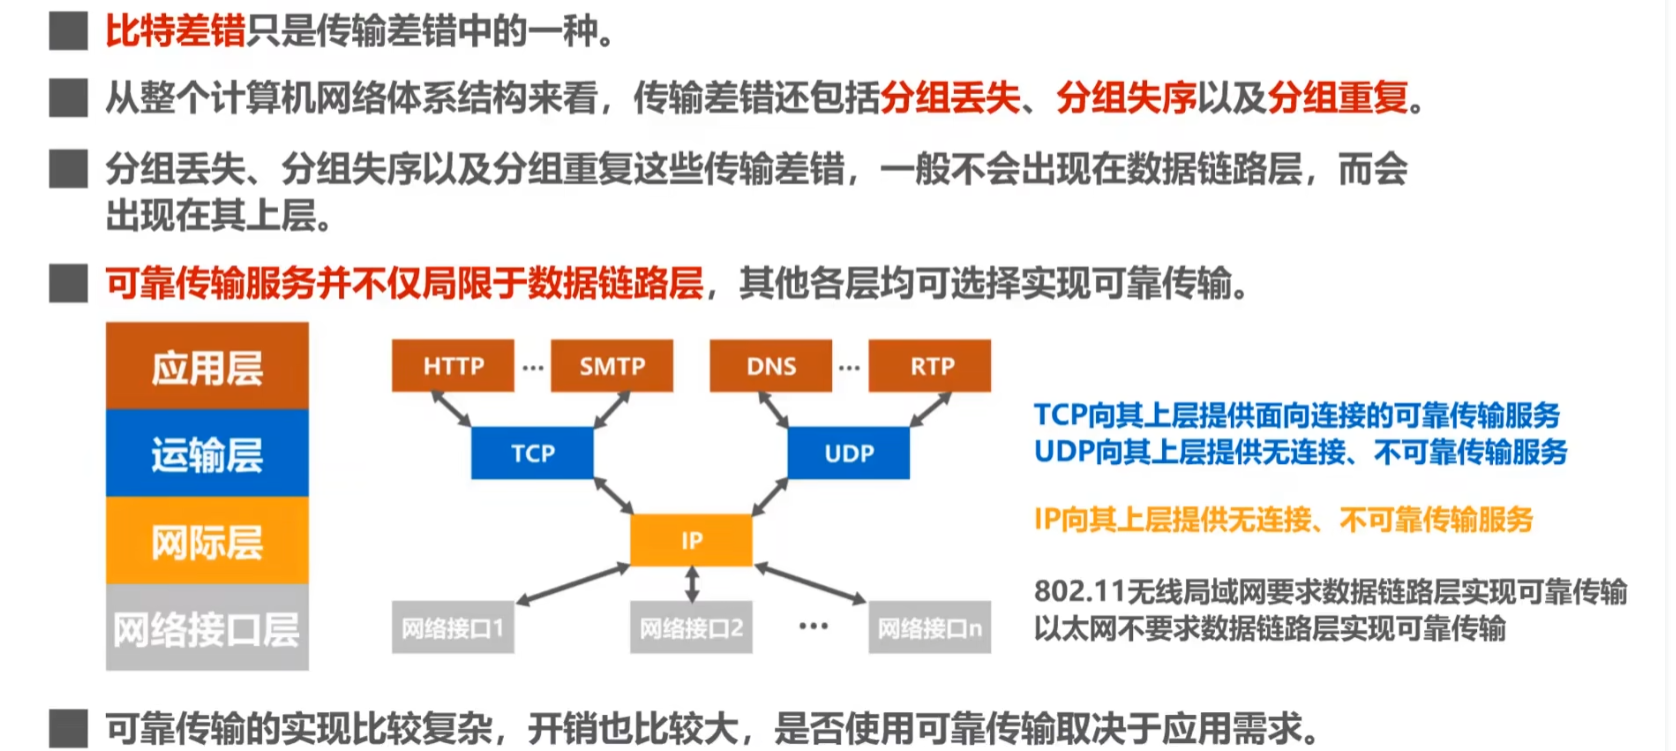 比特差错只是传输差错中的一种。
从整个计算机网络体系结构来看，传输差错还包括分组丢失、分组失序以及分组重复。
分组丢失、分组失序以及分组重复这些传输差错，一般不会出现在数据链路层，而会
出现在其上层。
可靠传输服务并不仅局限于数据链路层，其他各层均可选择实现可靠传输。
应用层
HTTP ··· SMTP DNS ··· RTP
运输层
TCP UDP
TCP向其上层提供面向连接的可靠传输服务
UDP向其上层提供无连接、不可靠传输服务
网际层
IP
IP向其上层提供无连接、不可靠传输服务
网络接口层
网络接口1 网络接口2 ··· 网络接口n
802.11无线局域网要求数据链路层实现可靠传输
以太网不要求数据链路层实现可靠传输
可靠传输的实现比较复杂，开销也比较大，是否使用可靠传输取决于应用需求。